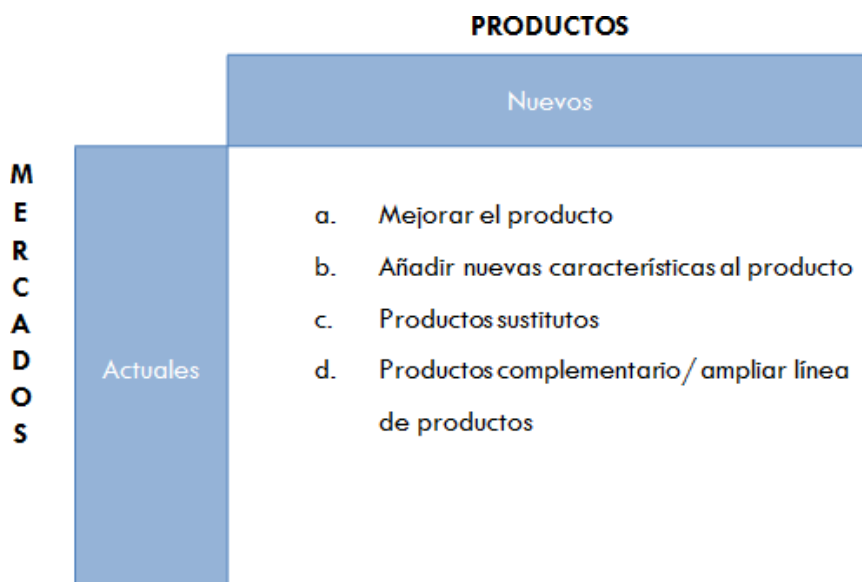 PRODUCTOS
Nuevos
MERCADOS
Actuales
a. Mejorar el producto
b. Añadir nuevas características al producto
c. Productos sustitutos
d. Productos complementario/ ampliar línea
de productos